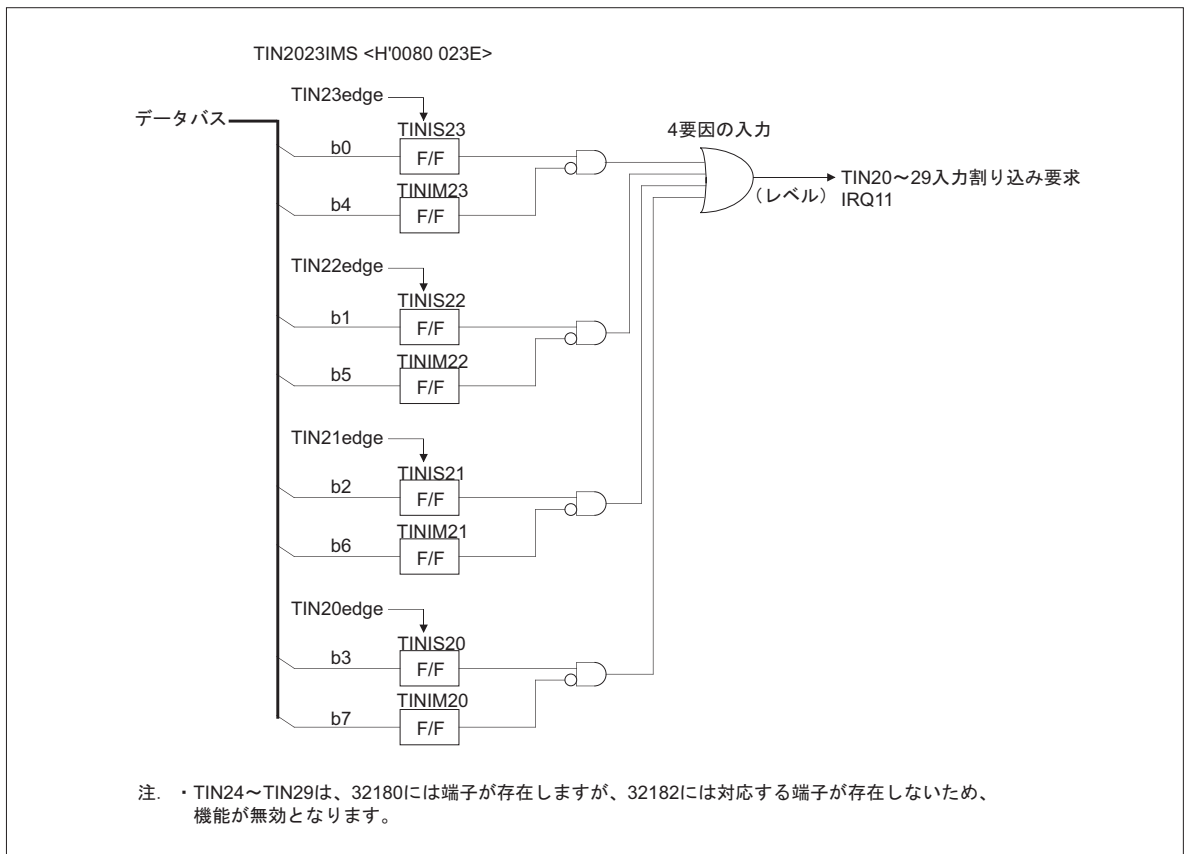 TIN2023IMS <H'0080 023E>
TIN23edge
データバス
TINIS23
4要因の入力
b0
F/F
TIN20～29入力割り込み要求
（レベル）
IRQ11
TINIM23
b4
F/F
TIN22edge
TINIS22
b1
F/F
TINIM22
b5
F/F
TIN21edge
TINIS21
b2
F/F
TINIM21
b6
F/F
TIN20edge
TINIS20
b3
F/F
TINIM20
b7
F/F
注. ・TIN24～TIN29は、32180には端子が存在しますが、32182には対応する端子が存在しないため、
機能が無効となります。